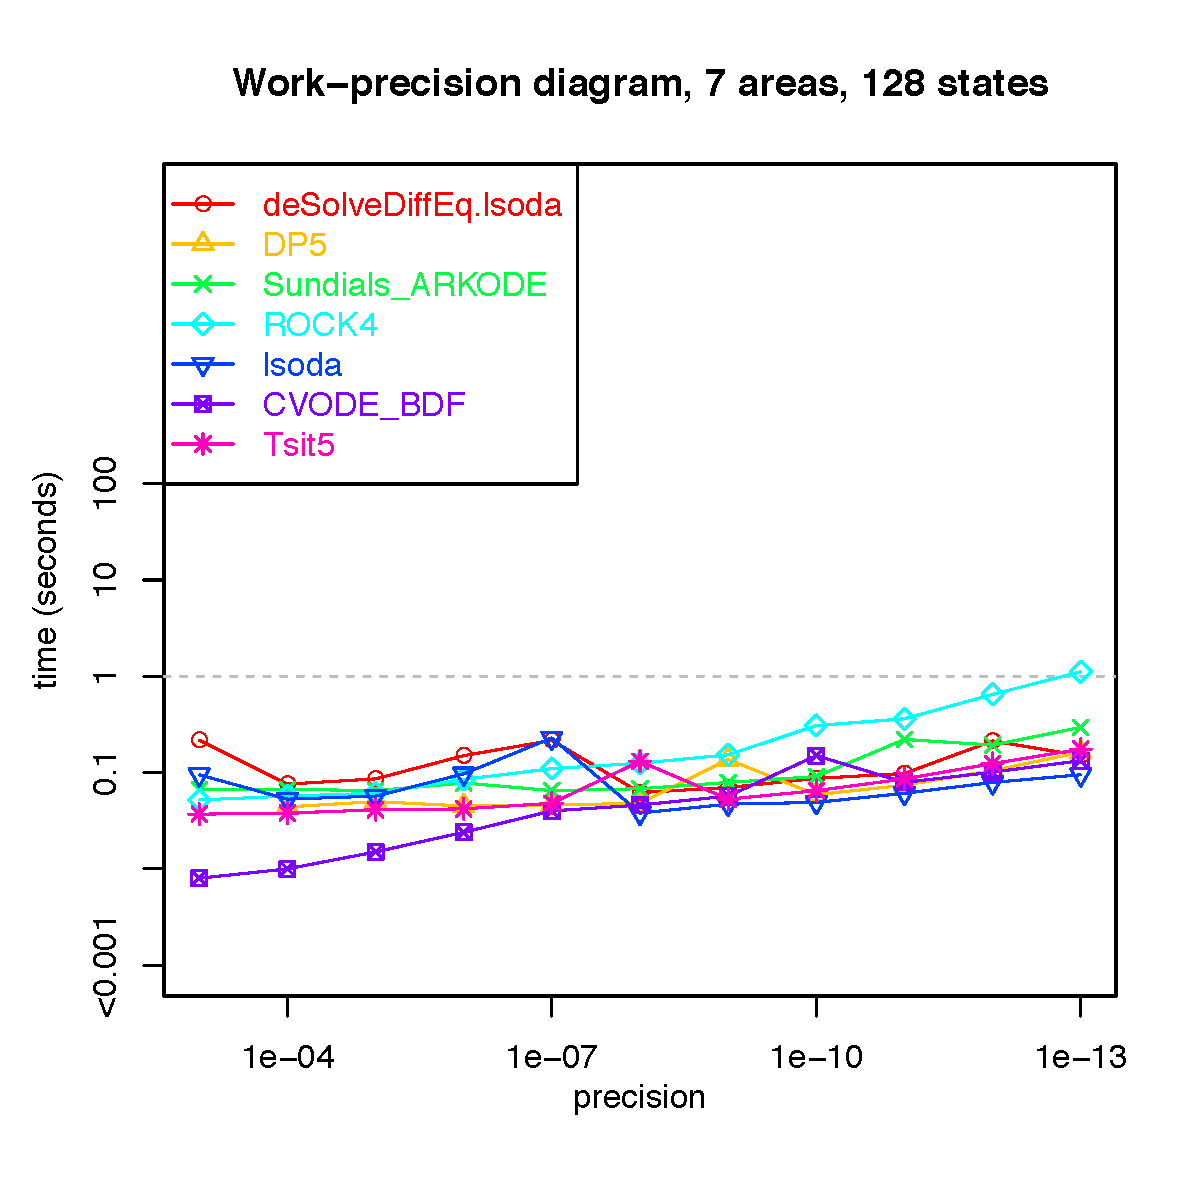 Work−precision diagram, 7 areas, 128 states
deSolveDiffEq.lsoda
DP5
Sundials_ARKODE
ROCK4
lsoda
CVODE_BDF
Tsit5
time (seconds)
100
10
1
0.1
<0.001
1e−04
1e−07
1e−10
1e−13
precision